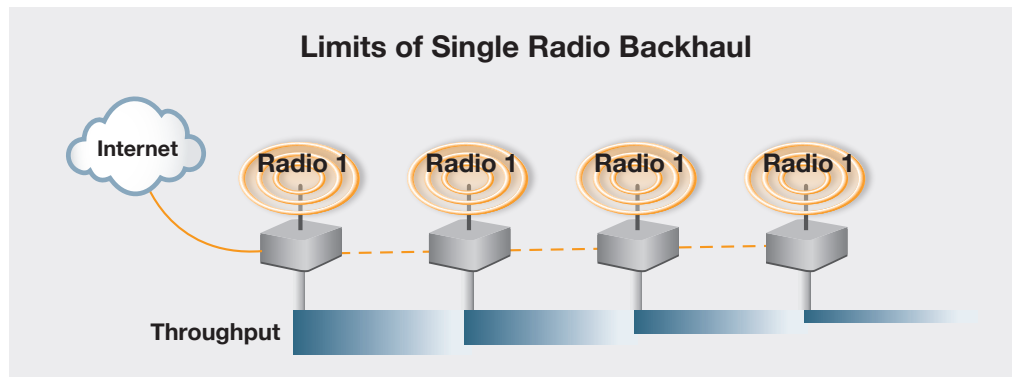 Limits of Single Radio Backhaul
Internet
Radio 1
Radio 1
Radio 1
Radio 1
Throughput